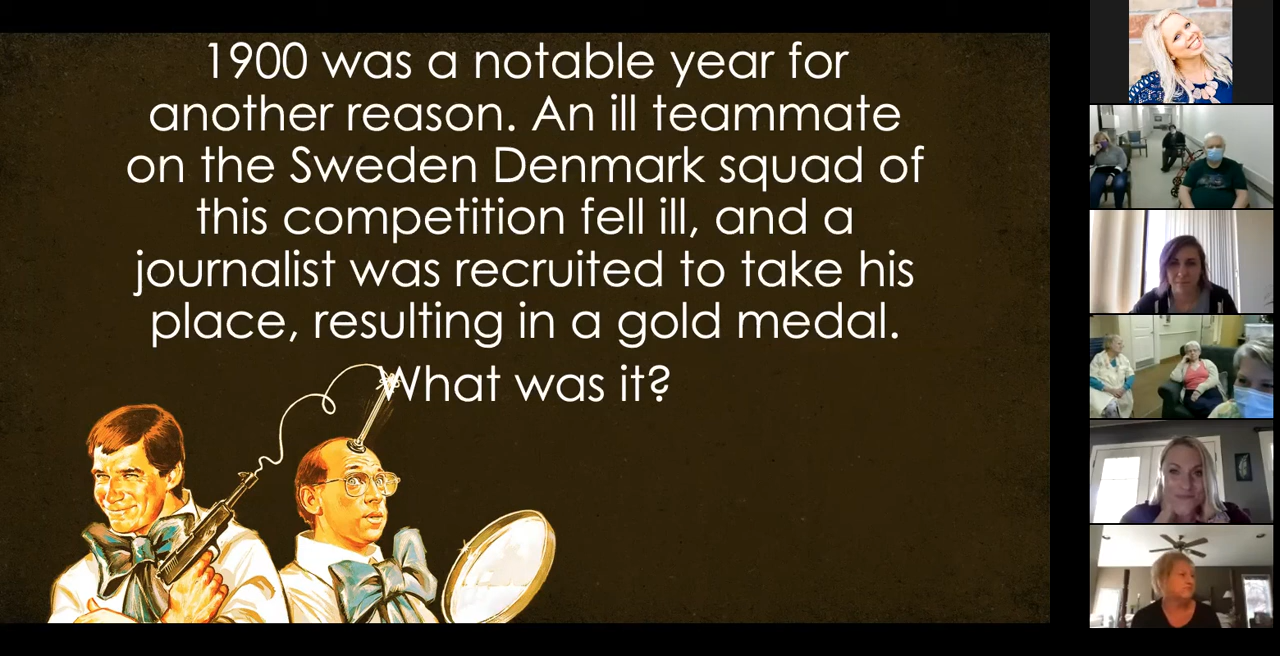 1900 was a notable year for
another reason. An ill teammate
on the Sweden Denmark squad of
this competition fell ill, and a
journalist was recruited to take his
place, resulting in a gold medal.
What was it?